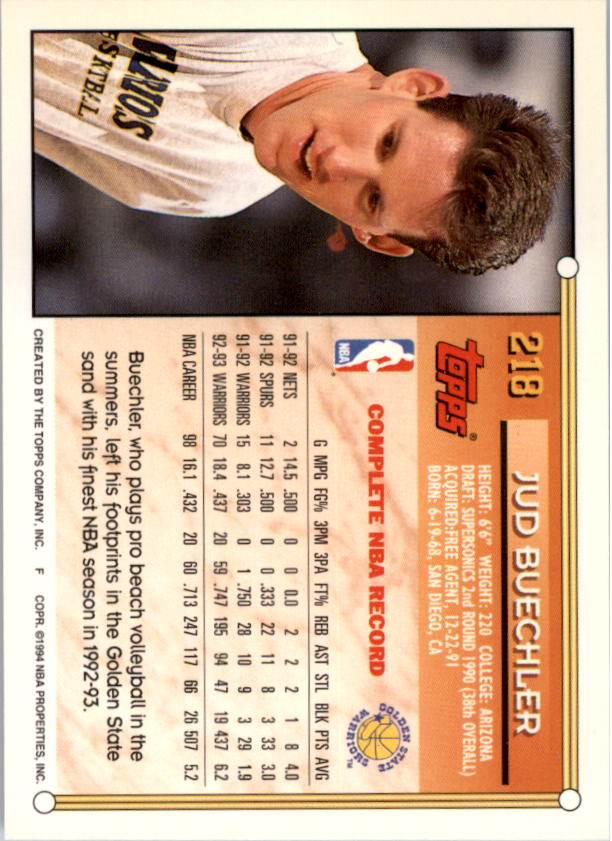 218
JUD BUECHLER
TOPPS®
HEIGHT: 6'6" WEIGHT: 220 COLLEGE: ARIZONA
DRAFT: SUPERSONICS 2nd ROUND 1990 (38th OVERALL)
ACQUIRED: FREE AGENT, 12-22-91
BORN: 6-19-68, SAN DIEGO, CA
NBA
COMPLETE NBA RECORD
GOLDEN STATE
WARRIORS
G MPG FG% 3PM 3PA FT% REB AST STL BLK PTS AVG
91-92 NETS 2 14.5 .500 0 0 0.0 2 2 2 1 8 4.0
91-92 SPURS 11 12.7 .500 0 0 .333 22 11 8 3 33 3.0
91-92 WARRIORS 15 8.1 .303 0 1 .750 28 10 9 3 29 1.9
92-93 WARRIORS 70 18.4 .437 20 59 .747 195 94 47 19 437 6.2
NBA CAREER 98 16.1 .432 20 60 .713 247 117 66 26 507 5.2
Buechler, who plays pro beach volleyball in the
summers, left his footprints in the Golden State
sand with his finest NBA season in 1992-93.
CREATED BY THE TOPPS COMPANY, INC. F COPR. ©1994 NBA PROPERTIES, INC.